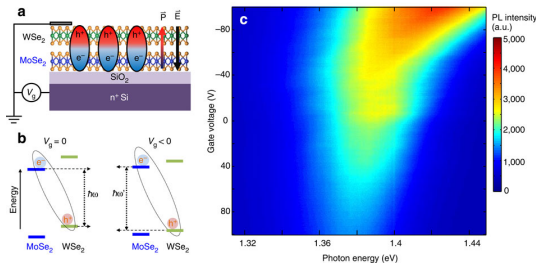 a
h⁺ h⁺ h⁺
P E
WSe₂
MoSe₂
e⁻ e⁻ e⁻
SiO₂
n⁺ Si
Vg
b
Vg = 0
Vg < 0
e⁻
e⁻
Energy
ħω
ħω'
h⁺
h⁺
MoSe₂ WSe₂
MoSe₂ WSe₂
c
Gate voltage (V)
−80
−40
0
40
80
1.32 1.36 1.4 1.44
Photon energy (eV)
PL intensity
(a.u.)
5,000
4,000
3,000
2,000
1,000
0